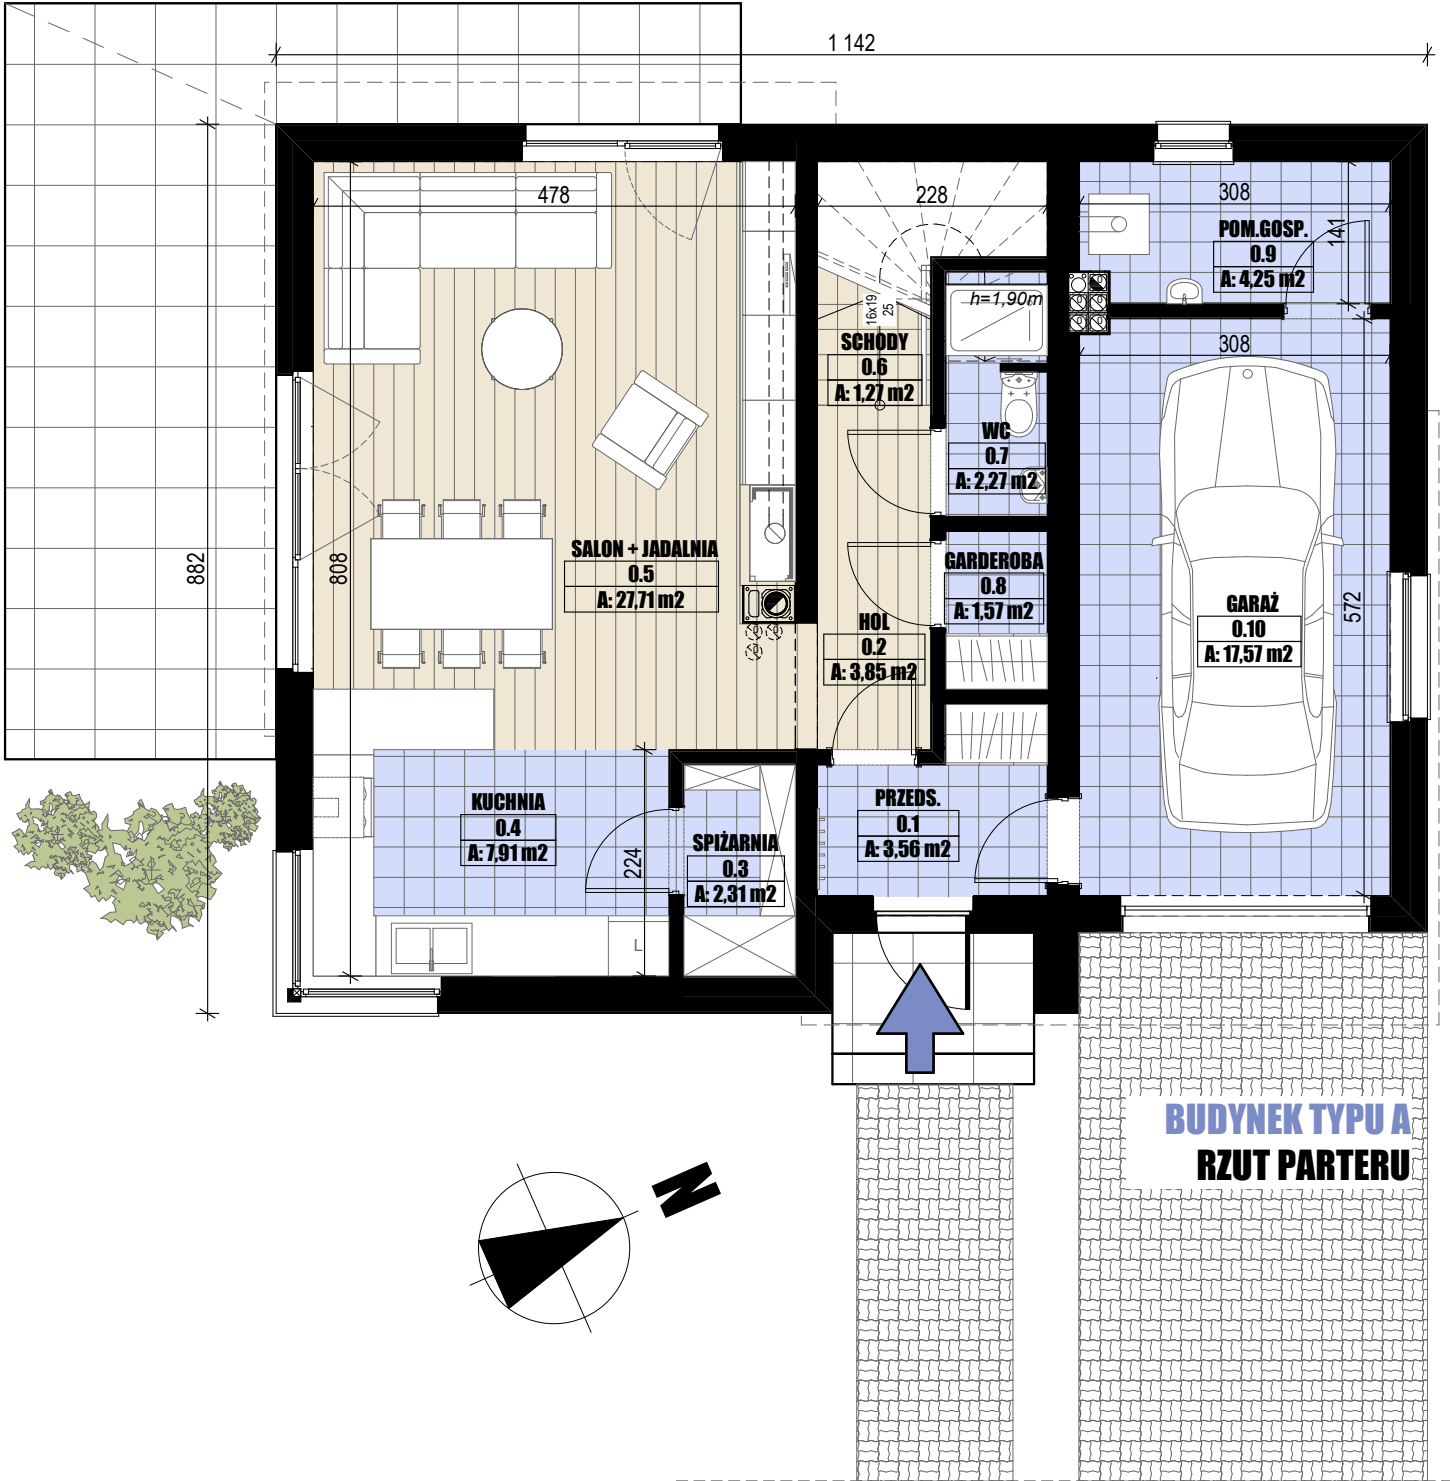 1 142
478
228
308
POM.GOSP.
0.9
A: 4,25 m2
141
h=1,90m
16x19
25
SCHODY
0.6
A: 1,27 m2
308
WC
0.7
A: 2,27 m2
882
808
SALON + JADALNIA
0.5
A: 27,71 m2
GARDEROBA
0.8
A: 1,57 m2
HOL
0.2
A: 3,85 m2
GARAŻ
0.10
A: 17,57 m2
572
KUCHNIA
0.4
A: 7,91 m2
224
SPIŻARNIA
0.3
A: 2,31 m2
PRZEDS.
0.1
A: 3,56 m2
L
BUDYNEK TYPU A
RZUT PARTERU
N